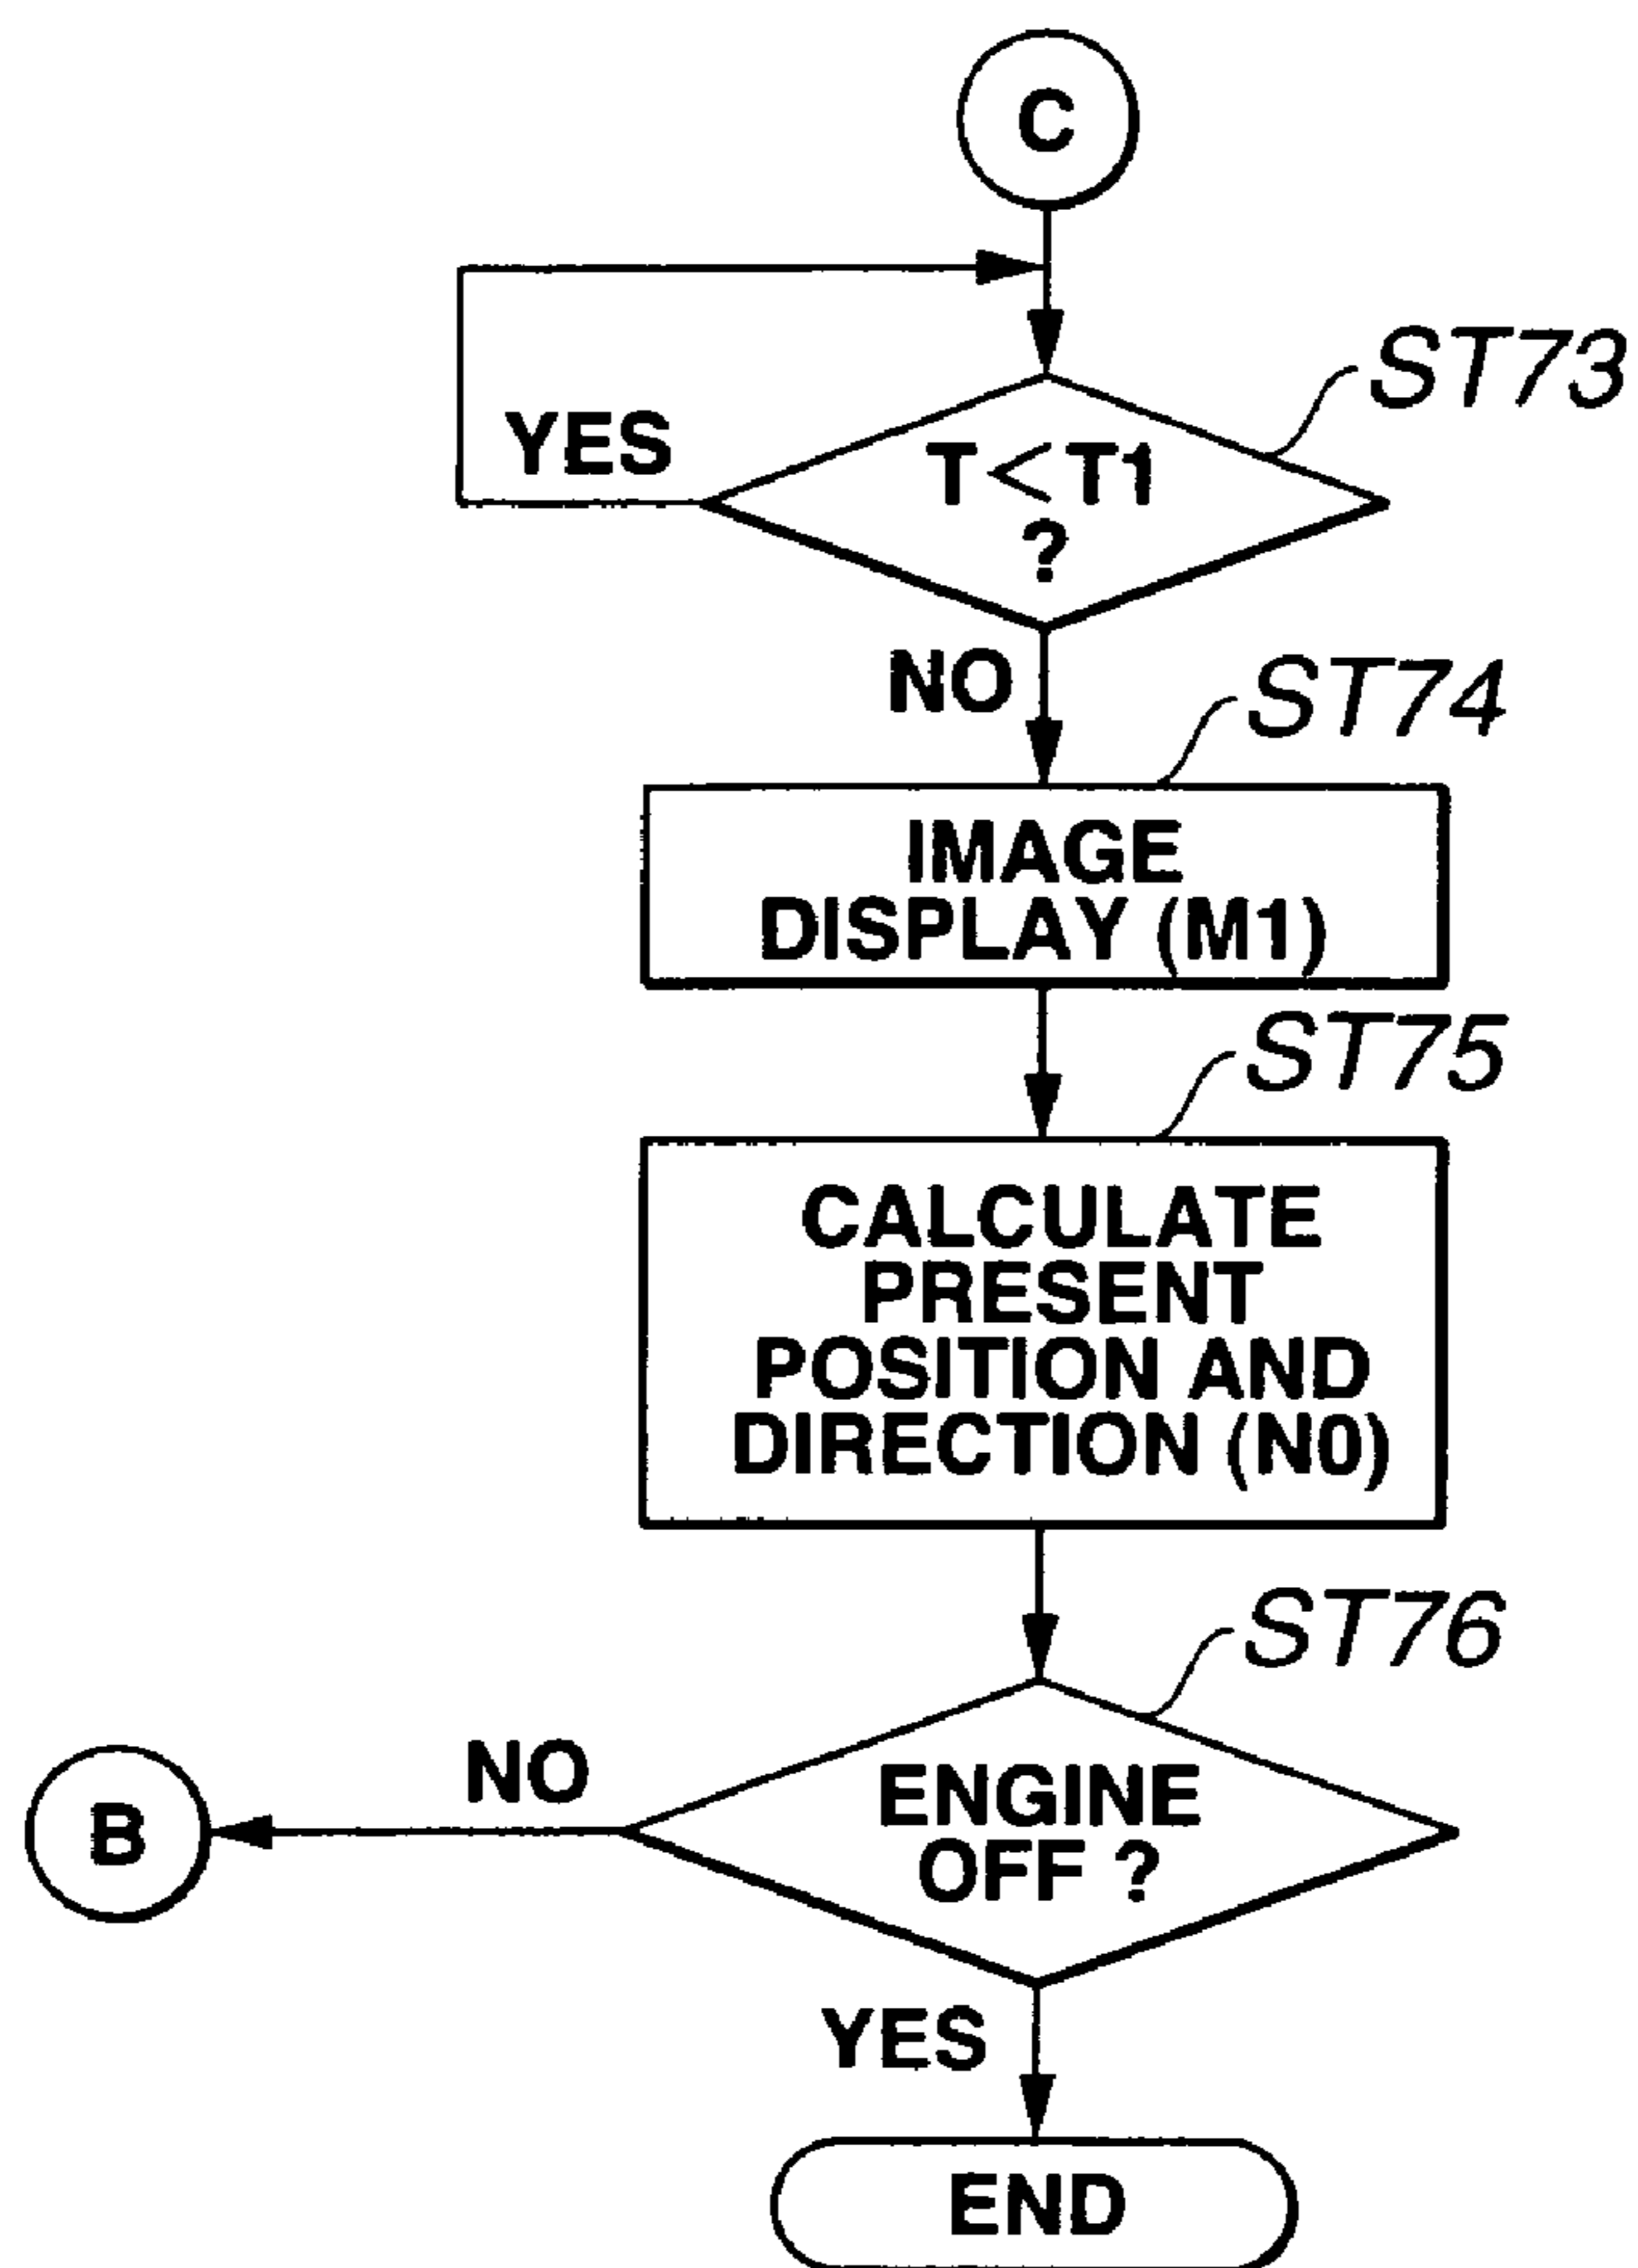 C
ST73
YES
T<T1
?
NO
ST74
IMAGE
DISPLAY (M1)
ST75
CALCULATE
PRESENT
POSITION AND
DIRECTION (N0)
ST76
NO
B
ENGINE
OFF ?
YES
END